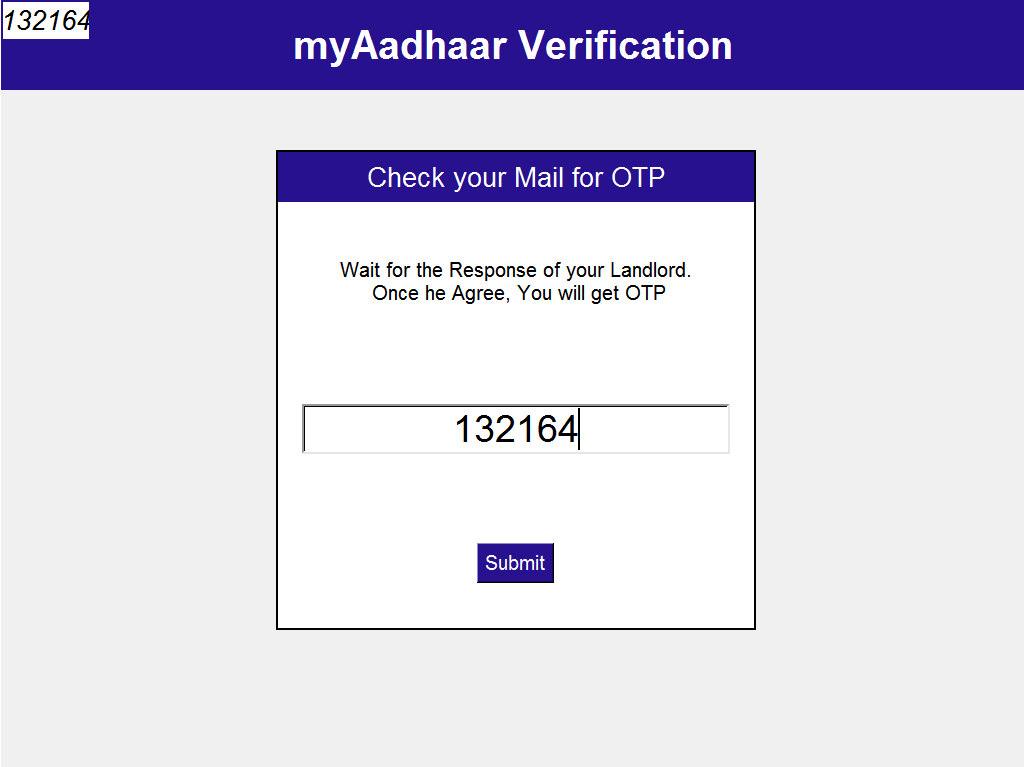 132164
myAadhaar Verification
Check your Mail for OTP
Wait for the Response of your Landlord.
Once he Agree, You will get OTP
132164
Submit